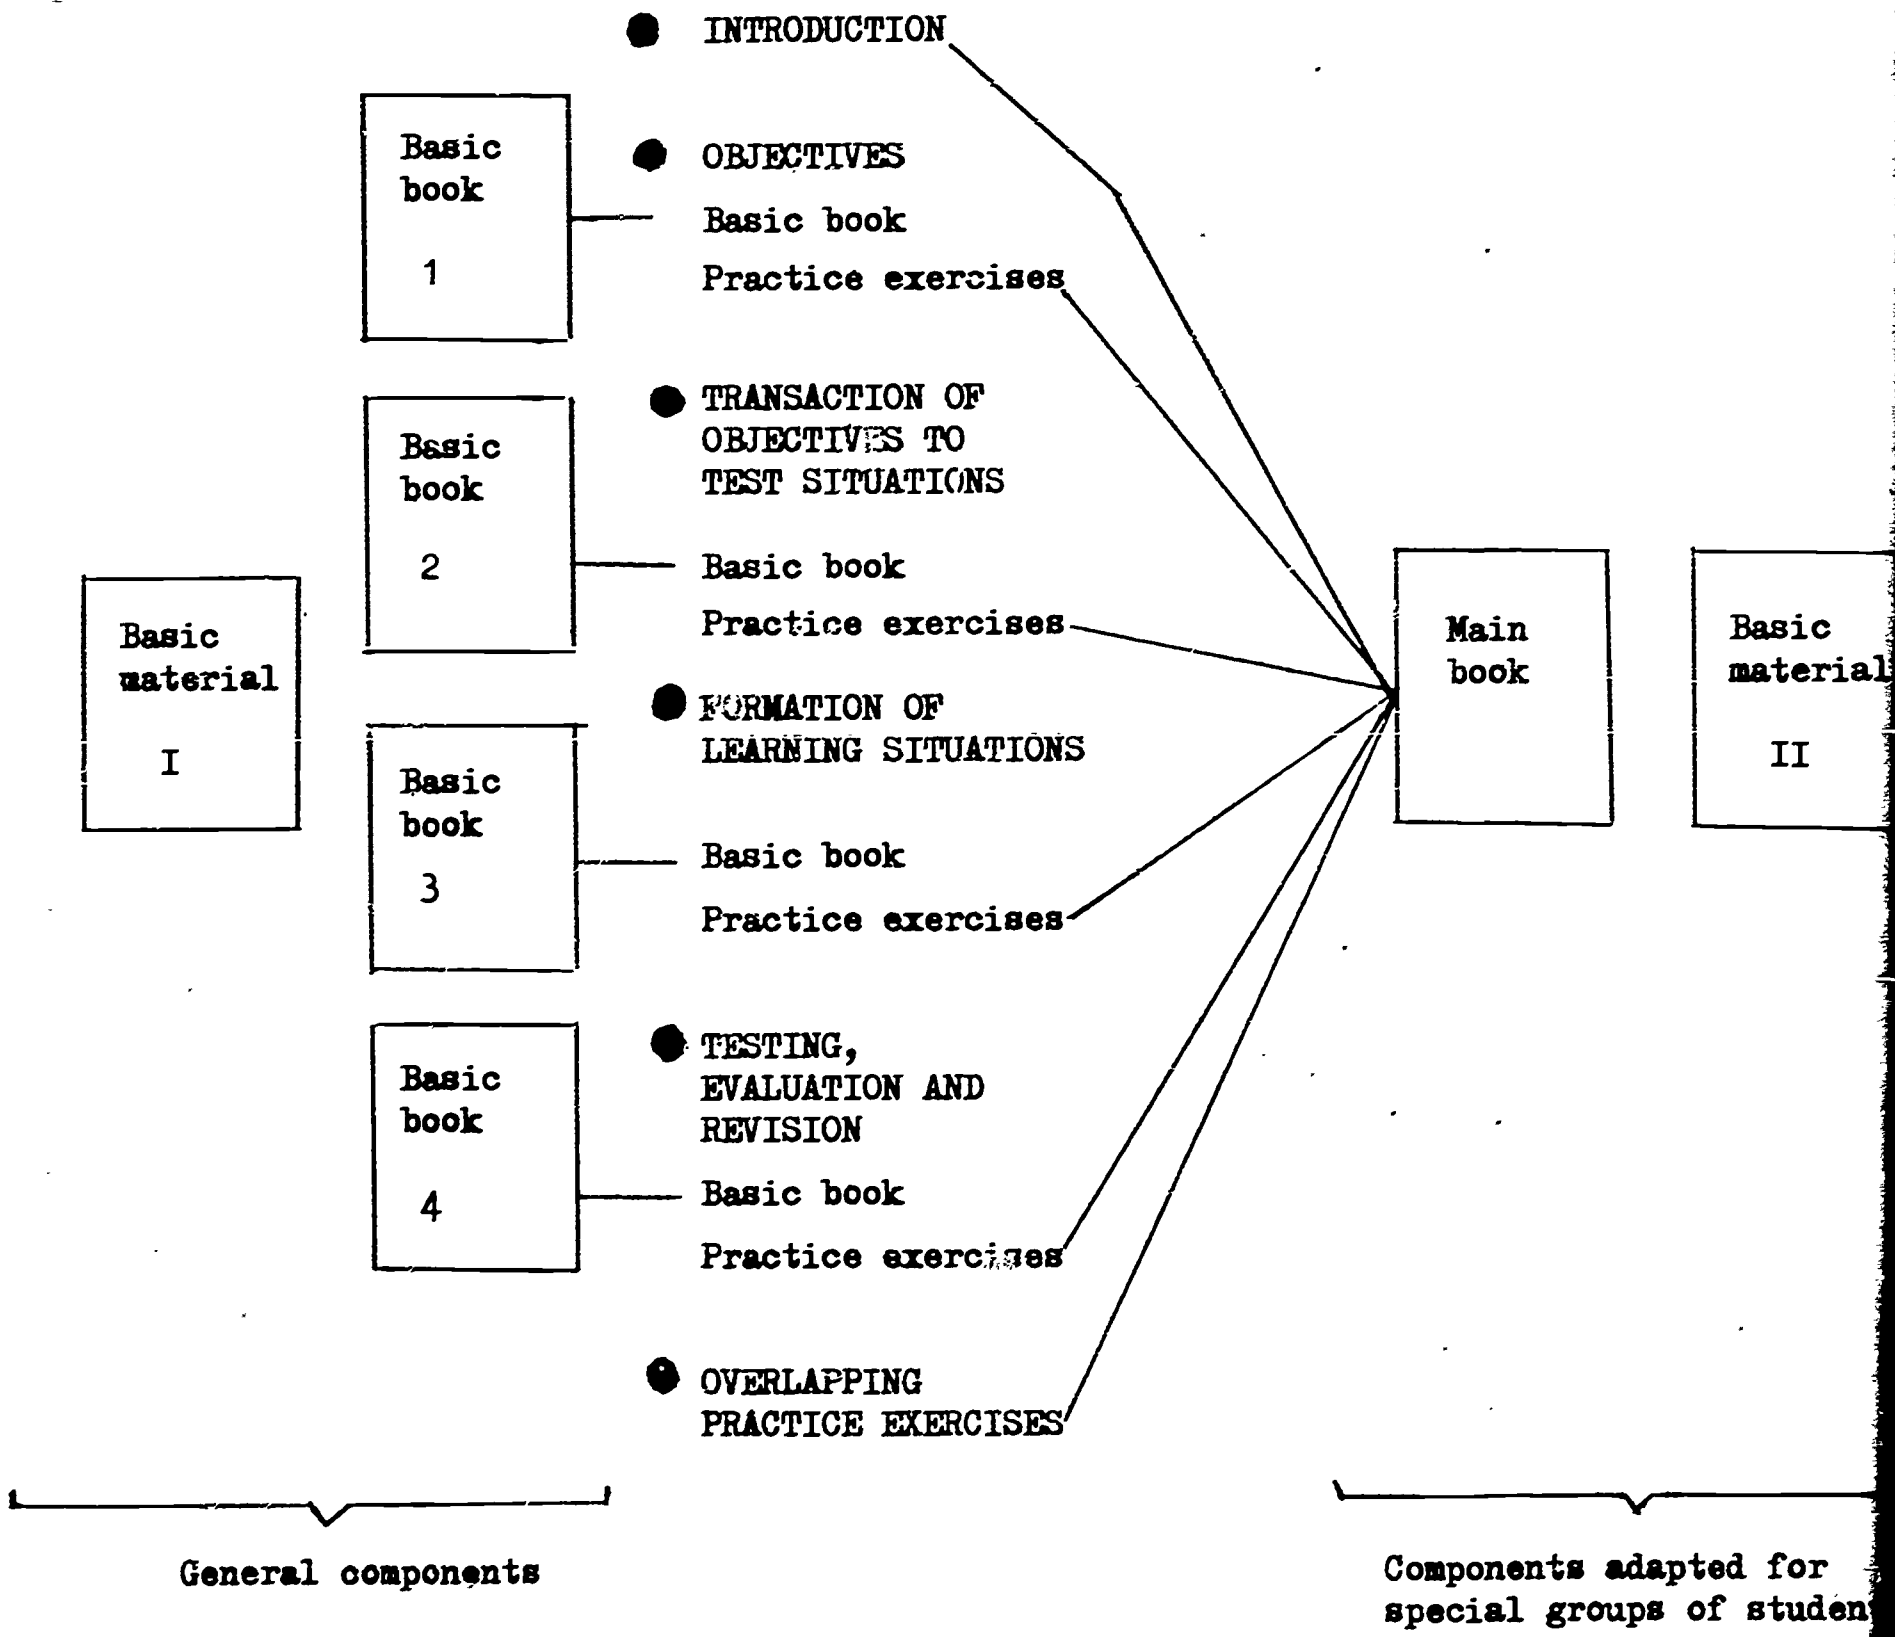 INTRODUCTION
Basic
book
1
OBJECTIVES
Basic book
Practice exercises
Basic
book
2
TRANSACTION OF
OBJECTIVES TO
TEST SITUATIONS
Basic book
Practice exercises
Basic
material
I
Basic
book
3
FORMATION OF
LEARNING SITUATIONS
Basic book
Practice exercises
Main
book
Basic
material
II
Basic
book
4
TESTING,
EVALUATION AND
REVISION
Basic book
Practice exercises
OVERLAPPING
PRACTICE EXERCISES
General components
Components adapted for
special groups of